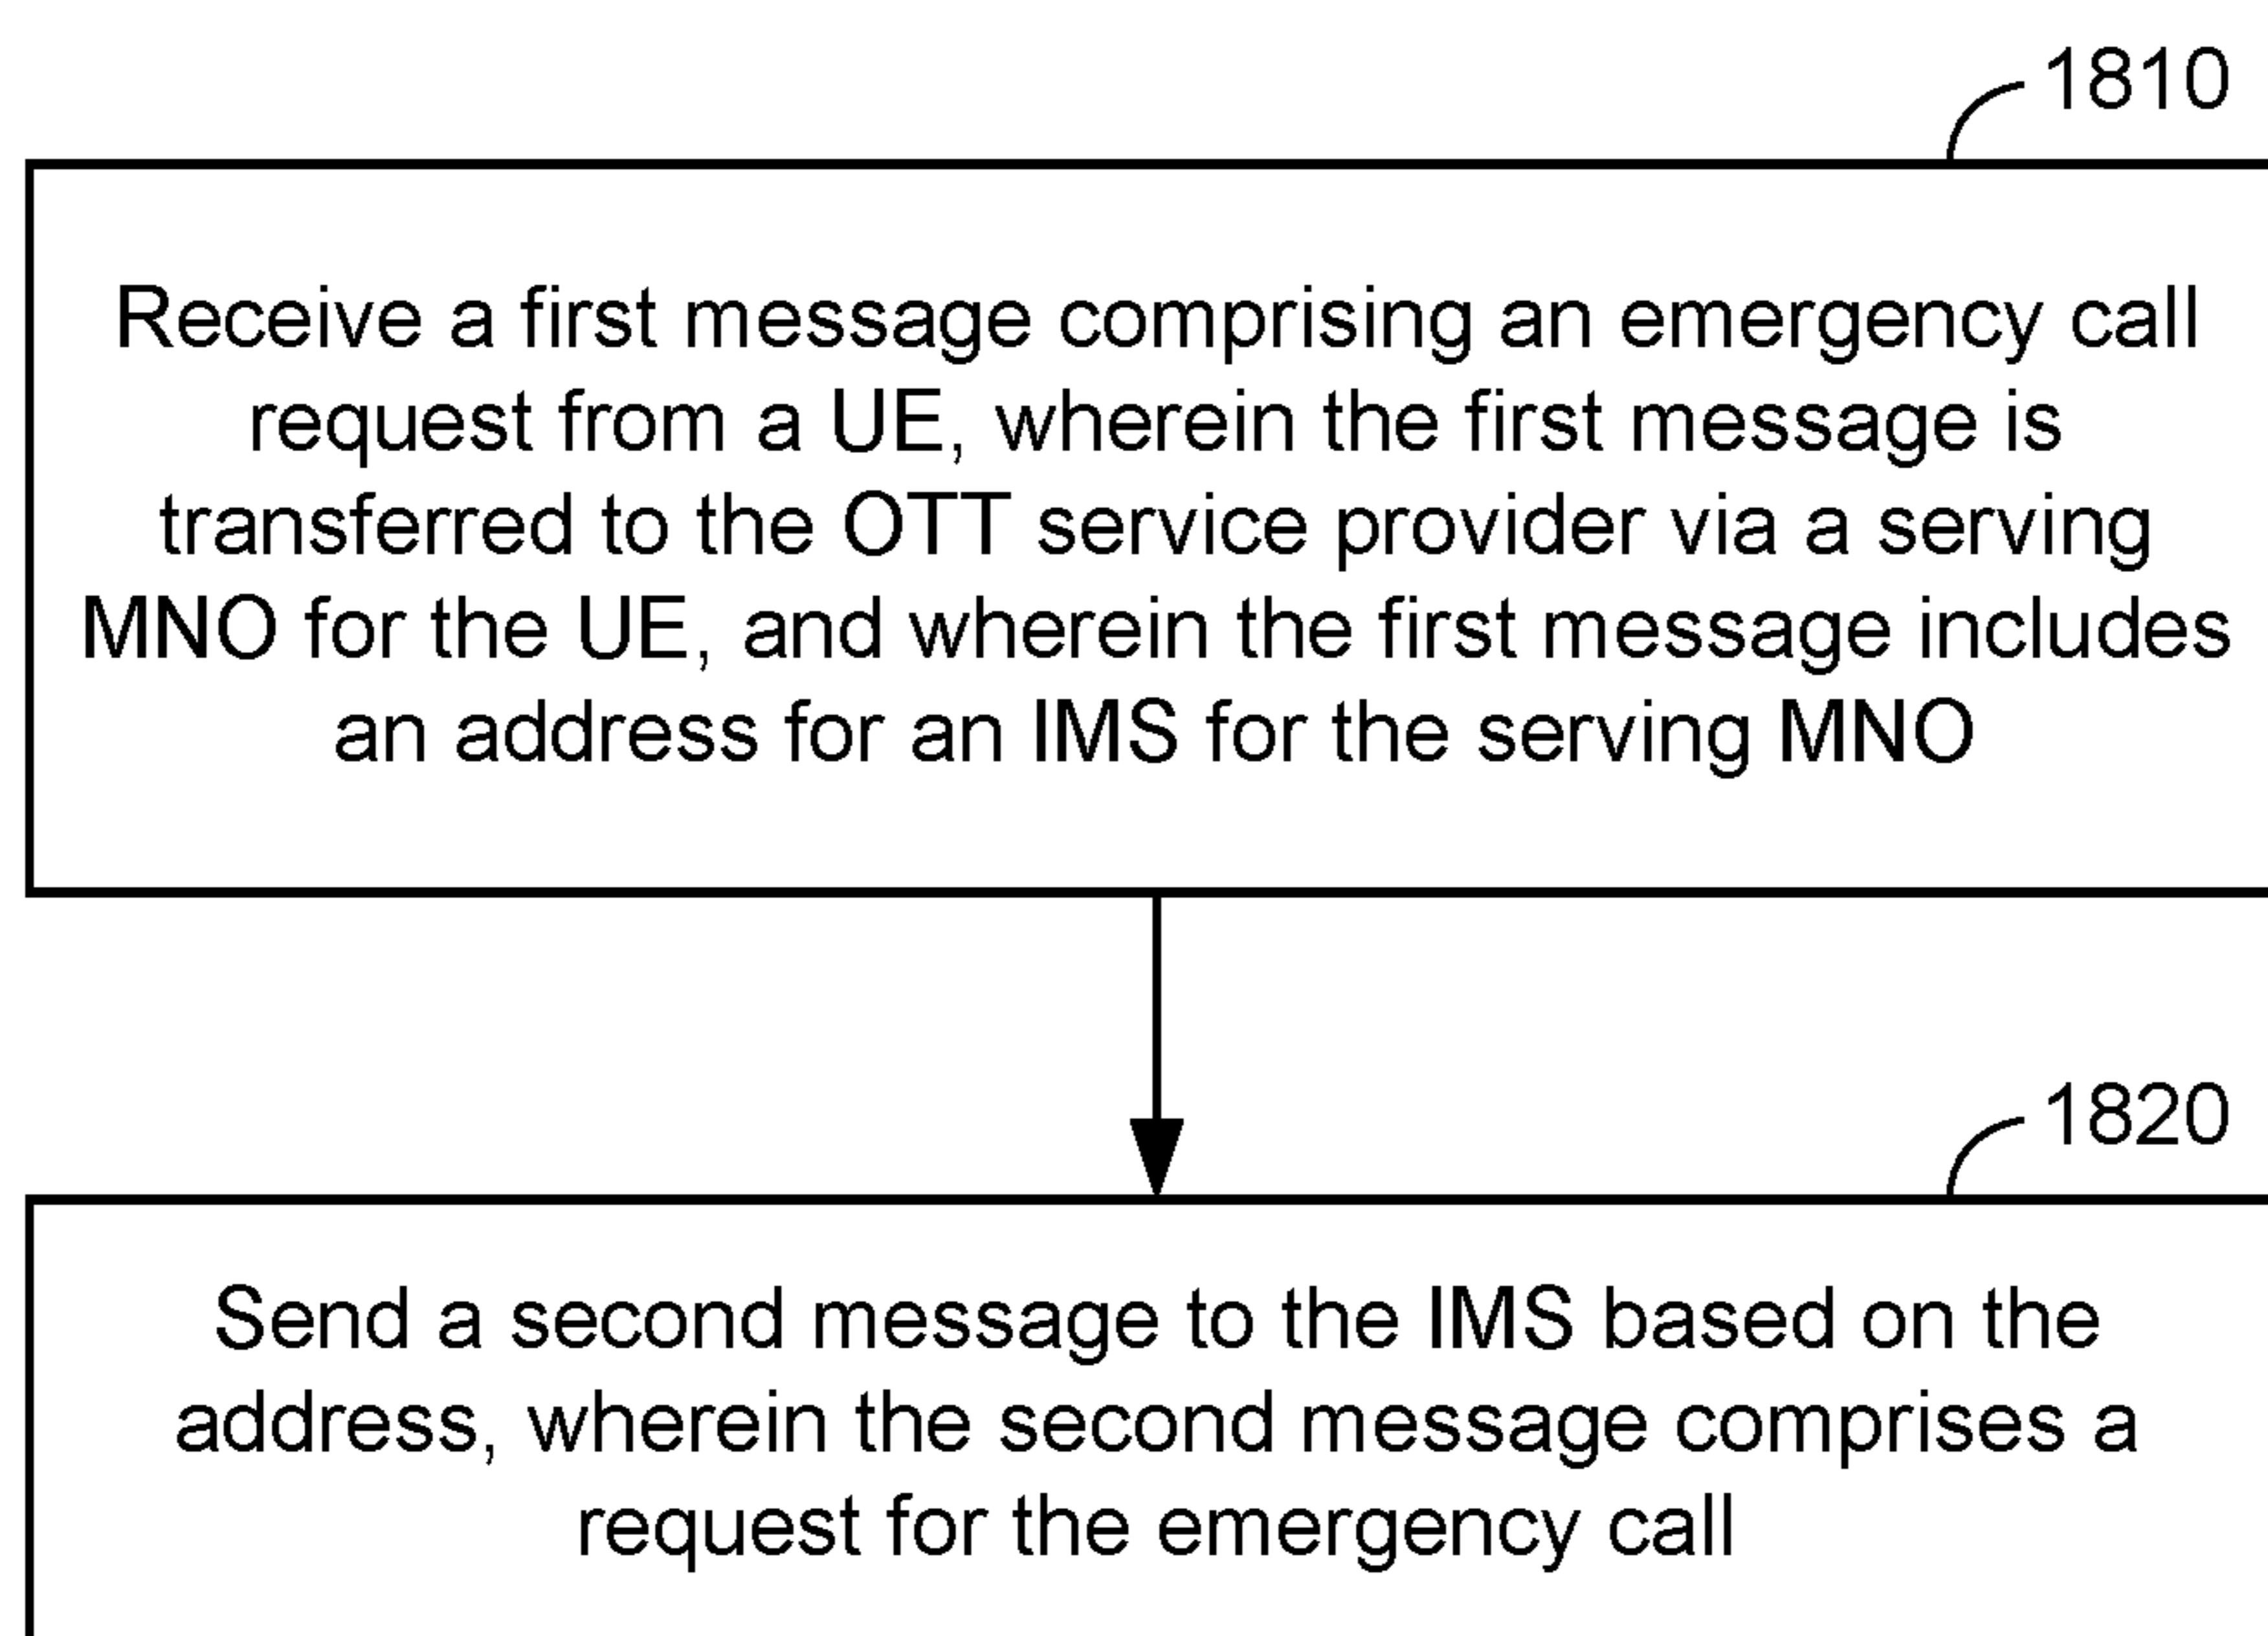 1810
Receive a first message comprising an emergency call
request from a UE, wherein the first message is
transferred to the OTT service provider via a serving
MNO for the UE, and wherein the first message includes
an address for an IMS for the serving MNO
1820
Send a second message to the IMS based on the
address, wherein the second message comprises a
request for the emergency call